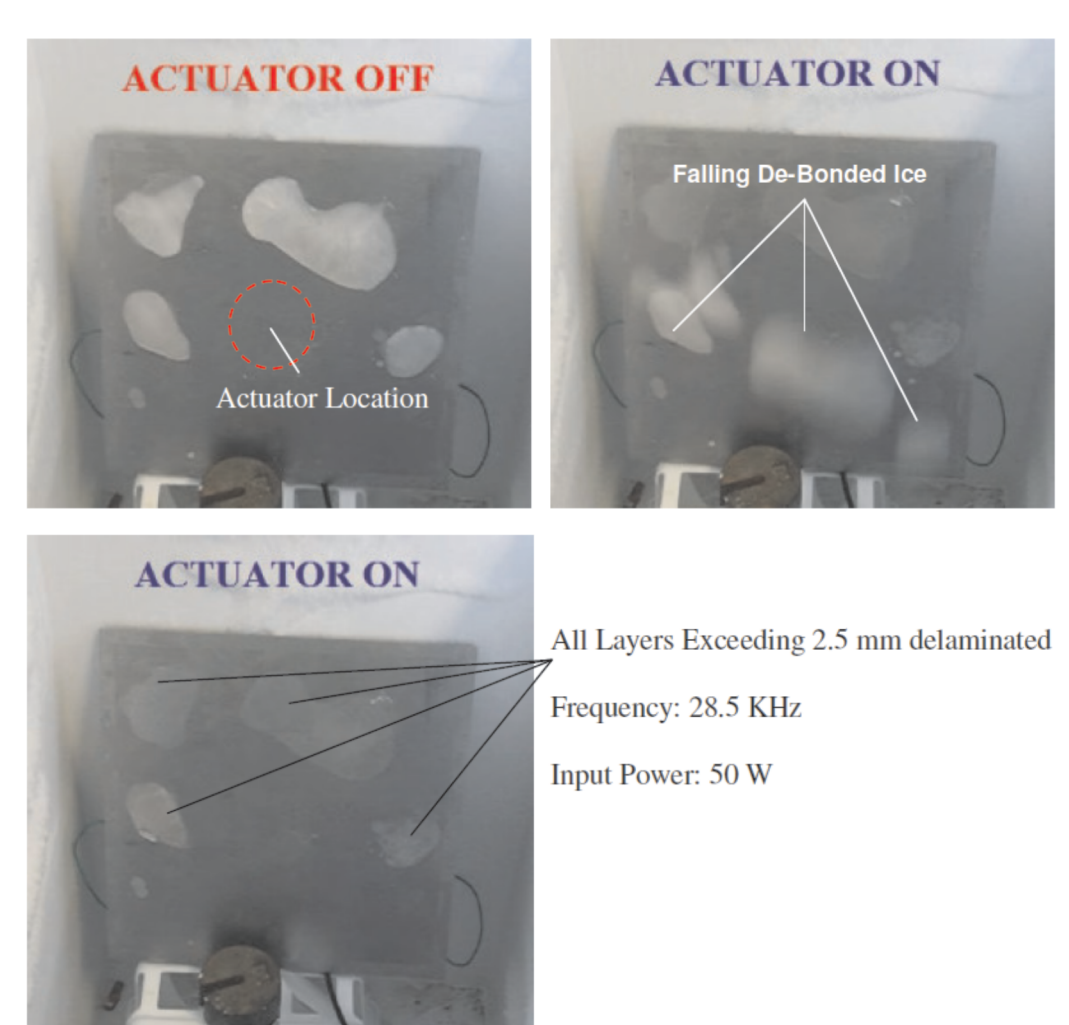 ACTUATOR OFF
Actuator Location
ACTUATOR ON
Falling De-Bonded Ice
ACTUATOR ON
All Layers Exceeding 2.5 mm delaminated
Frequency: 28.5 KHz
Input Power: 50 W